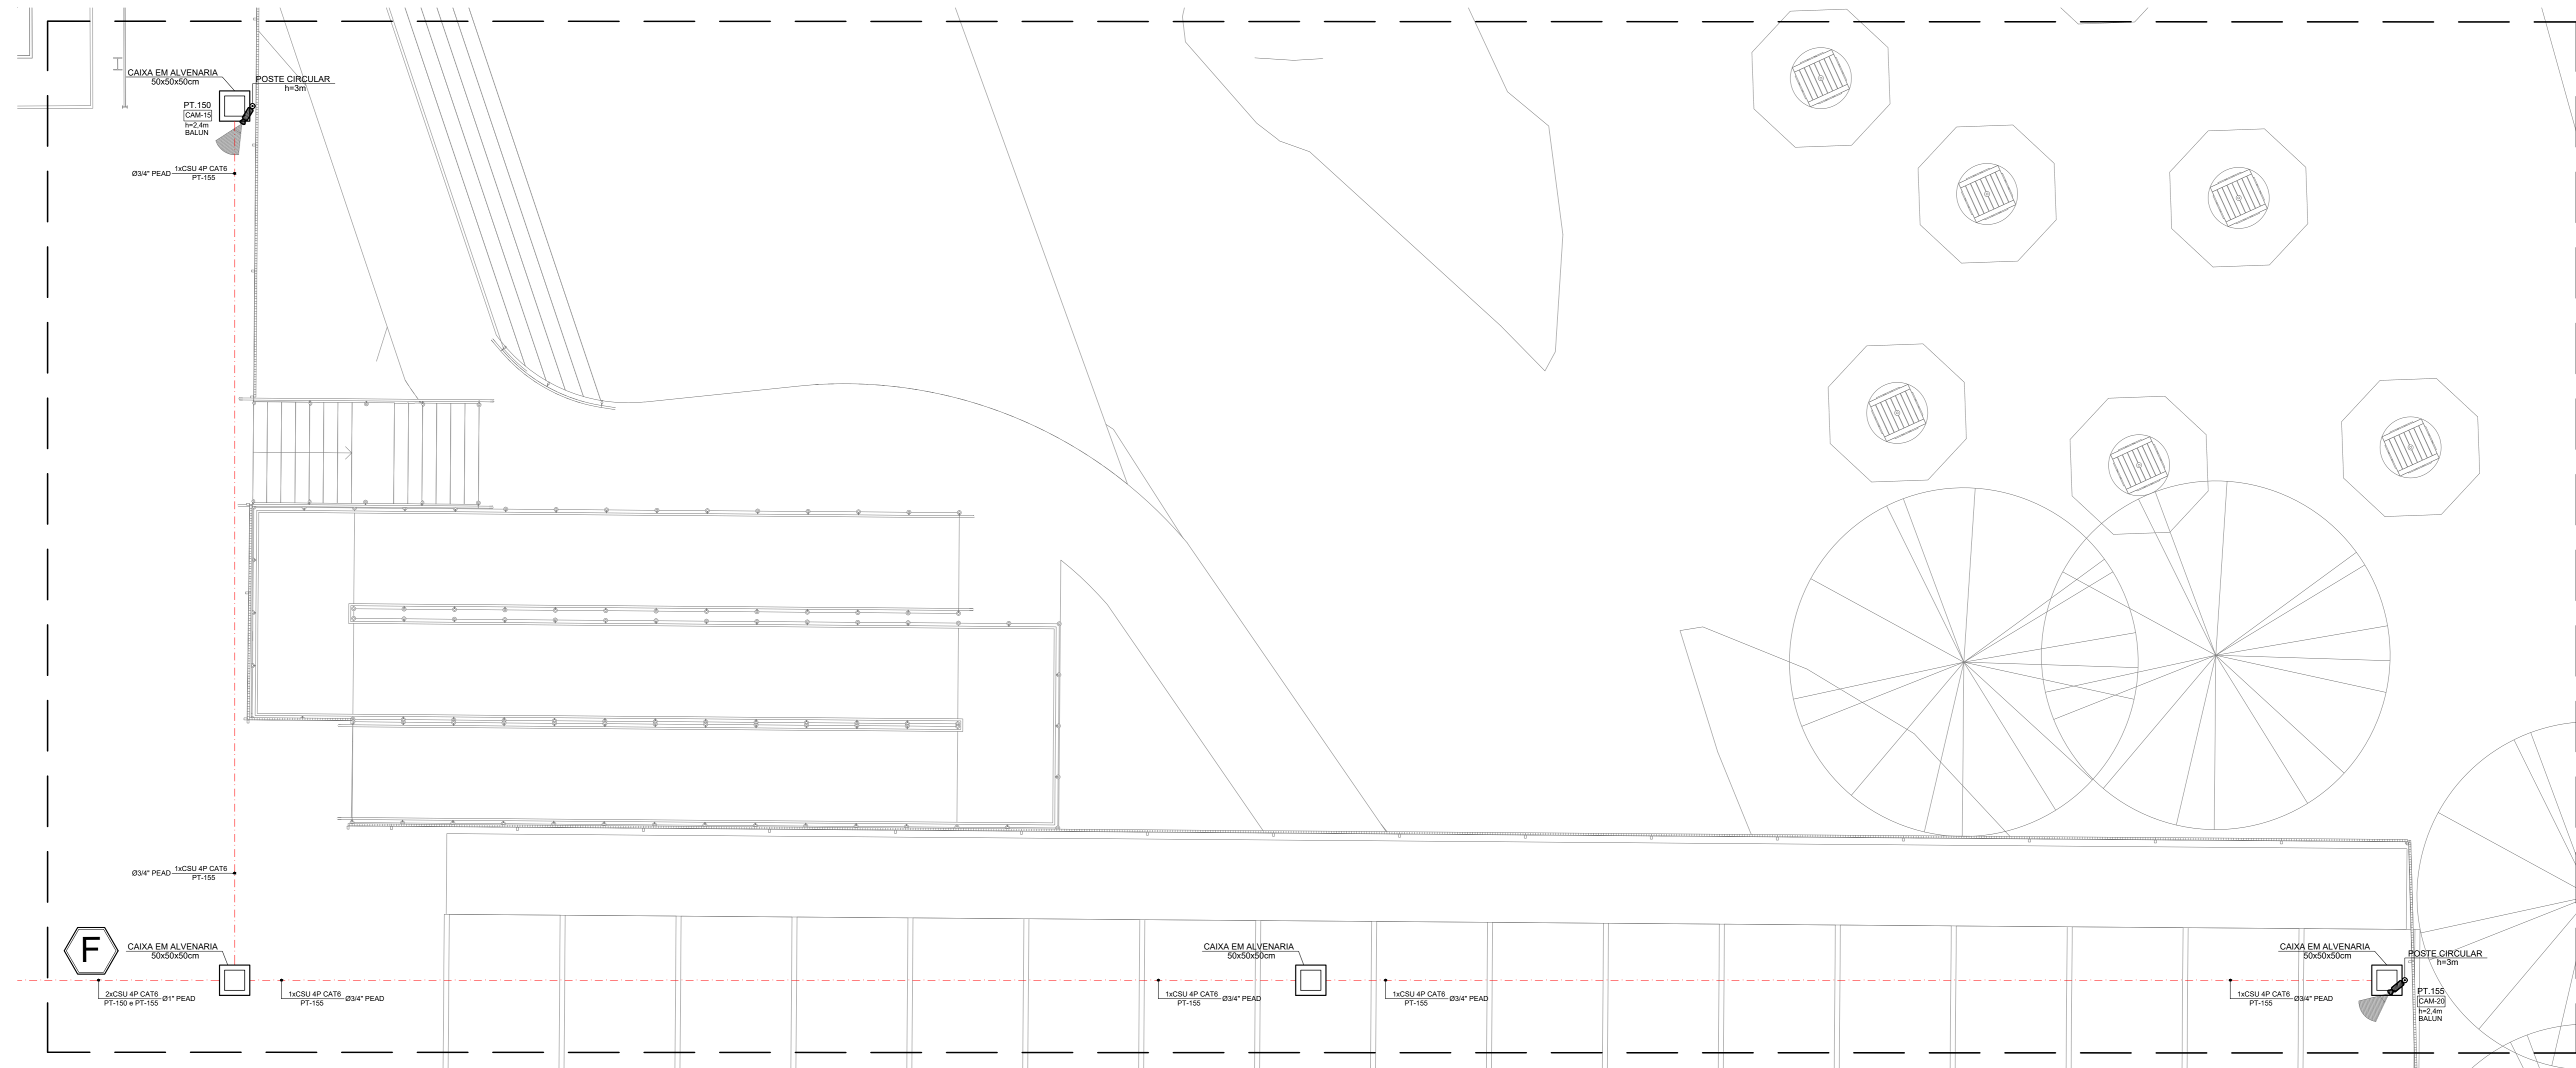 CAIXA EM ALVENARIA
50x50x50cm
POSTE CIRCULAR
h=3m
PT.150
CAM-15
h=2,4m
BALUN
Ø3/4" PEAD
1xCSU 4P CAT6
PT-155
Ø3/4" PEAD
1xCSU 4P CAT6
PT-155
F
CAIXA EM ALVENARIA
50x50x50cm
2xCSU 4P CAT6
PT-150 e PT-155
Ø1" PEAD
1xCSU 4P CAT6
PT-155
Ø3/4" PEAD
1xCSU 4P CAT6
PT-155
Ø3/4" PEAD
CAIXA EM ALVENARIA
50x50x50cm
1xCSU 4P CAT6
PT-155
Ø3/4" PEAD
1xCSU 4P CAT6
PT-155
Ø3/4" PEAD
CAIXA EM ALVENARIA
50x50x50cm
POSTE CIRCULAR
h=3m
PT.155
CAM-20
h=2,4m
BALUN